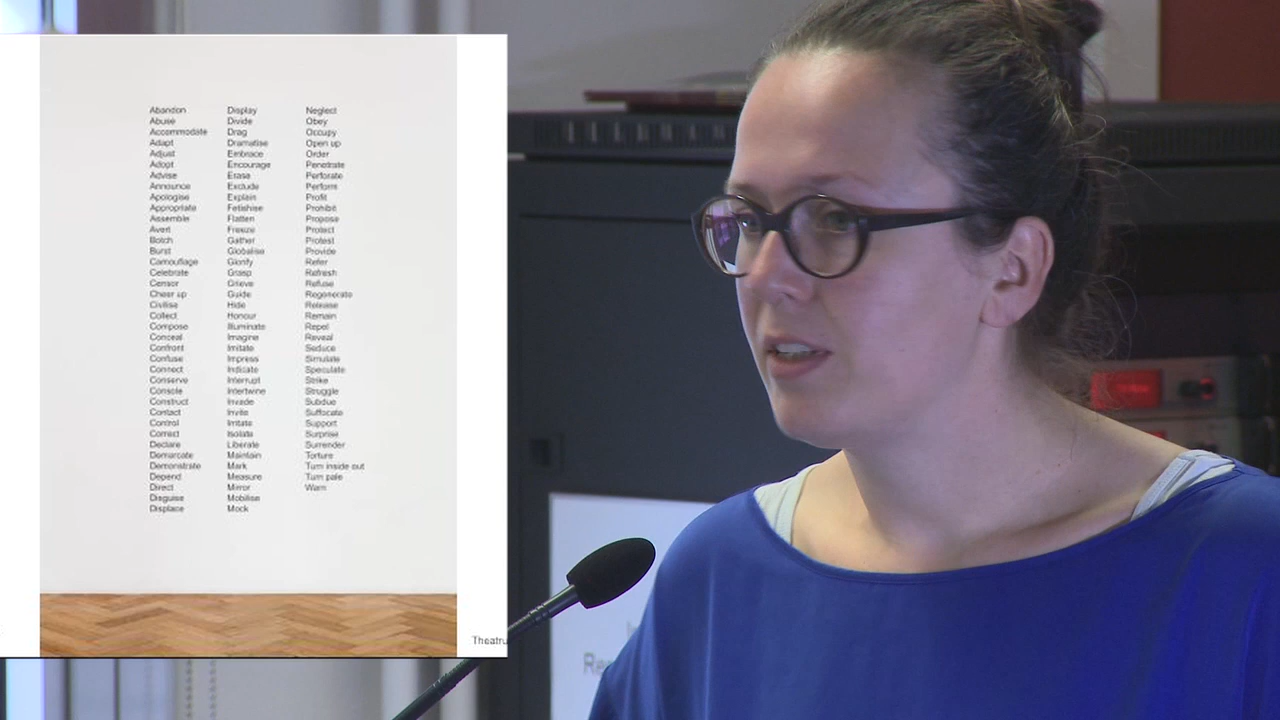 Abandon
Abuse
Accommodate
Adapt
Adjust
Adopt
Advise
Announce
Apologise
Appropriate
Assemble
Avert
Botch
Burst
Camouflage
Celebrate
Censor
Cheer up
Civilise
Collect
Compose
Conceal
Confront
Confuse
Connect
Conserve
Console
Construct
Contact
Control
Correct
Declare
Demarcate
Demonstrate
Depend
Direct
Disguise
Displace
Display
Divide
Drag
Dramatise
Embrace
Encourage
Erase
Exclude
Explain
Fetishise
Flatten
Freeze
Gather
Globalise
Glorify
Grasp
Grieve
Guide
Hide
Honour
Illuminate
Imagine
Imitate
Impress
Indicate
Interrupt
Intertwine
Invade
Invite
Irritate
Isolate
Liberate
Maintain
Mark
Measure
Mirror
Mobilise
Mock
Neglect
Obey
Occupy
Open up
Order
Penetrate
Perforate
Perform
Profit
Prohibit
Propose
Protect
Protest
Provide
Refer
Refresh
Refuse
Regenerate
Release
Remain
Repel
Reveal
Seduce
Simulate
Speculate
Strike
Struggle
Subdue
Suffocate
Support
Surprise
Surrender
Torture
Turn inside out
Turn pale
Warn
Theatru